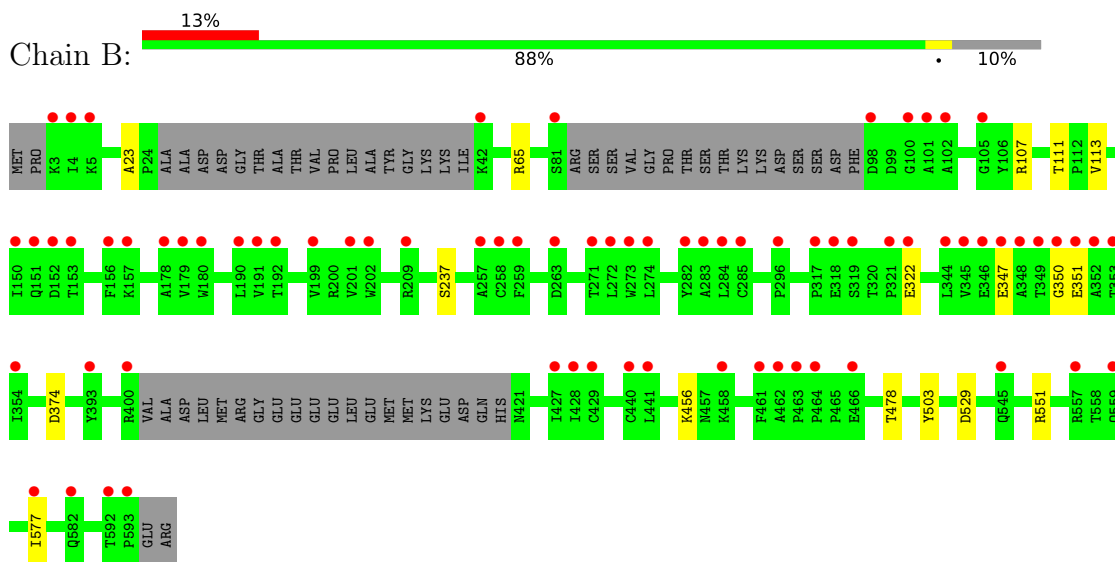 13%
Chain B:
88%
•
10%
MET PRO K3 I4 K5 A23 P24 ALA ALA ASP ASP GLY THR ALA THR VAL PRO LEU ALA TYR GLY LYS LYS ILE K42 R65 S81 ARG SER SER VAL GLY PRO THR SER THR LYS LYS ASP SER SER ASP PHE D98 D99 G100 A101 A102 G105 Y106 R107 T111 P112 V113
I150 Q151 D152 T153 F156 K157 A178 V179 W180 L190 V191 T192 V199 R200 V201 W202 R209 S237 A257 C258 F259 D263 T271 L272 W273 L274 Y282 A283 L284 C285 P296 P317 E318 S319 T320 P321 E322 L344 V345 E346 E347 A348 T349 G350 E351 A352 T353
I354 D374 Y393 R400 VAL ALA ASP LEU MET ARG GLY GLU GLU GLU GLU LEU GLU MET MET LYS GLU ASP GLN HIS N421 I427 I428 C429 C440 L441 K456 N457 K458 F461 A462 P463 P464 P465 E466 T478 Y503 D529 Q545 R551 R557 T558
I577 Q582 T592 P593 GLU ARG